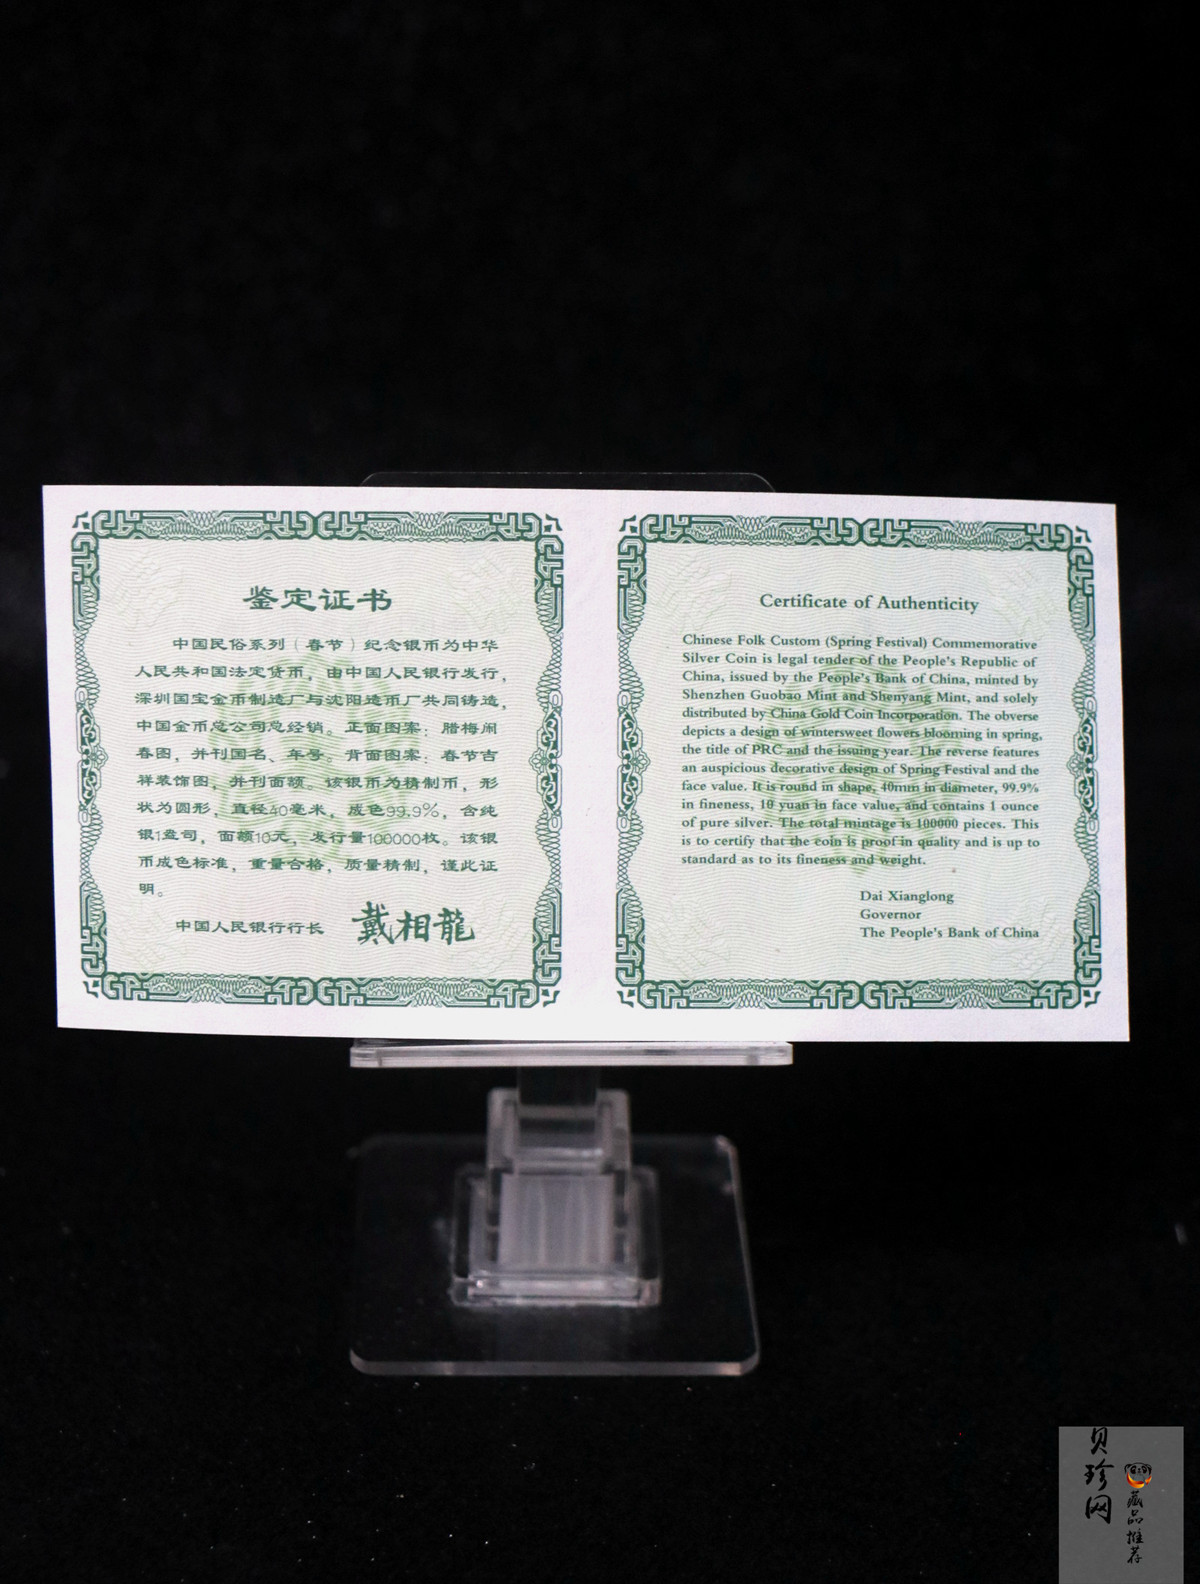 鉴定证书
中国民俗系列（春节）纪念银币为中华
人民共和国法定货币，由中国人民银行发行，
深圳国宝金币制造厂与沈阳造币厂共同铸造，
中国金币总公司总经销。正面图案：腊梅闹
春图，并刊国名、年号。背面图案：春节吉
祥装饰图，并刊面额。该银币为精制币，形
状为圆形，直径40毫米，成色99.9%，含纯
银1盎司，面额10元，发行量100000枚。该银
币成色标准，重量合格，质量精制，谨此证
明。
中国人民银行行长 戴相龍
Certificate of Authenticity
Chinese Folk Custom (Spring Festival) Commemorative
Silver Coin is legal tender of the People's Republic of
China, issued by the People's Bank of China, minted by
Shenzhen Guobao Mint and Shenyang Mint, and solely
distributed by China Gold Coin Incorporation. The obverse
depicts a design of wintersweet flowers blooming in spring,
the title of PRC and the issuing year. The reverse features
an auspicious decorative design of Spring Festival and the
face value. It is round in shape, 40mm in diameter, 99.9%
in fineness, 10 yuan in face value, and contains 1 ounce
of pure silver. The total mintage is 100000 pieces. This
is to certify that the coin is proof in quality and is up to
standard as to its fineness and weight.
Dai Xianglong
Governor
The People's Bank of China
贝珍网
藏品推荐